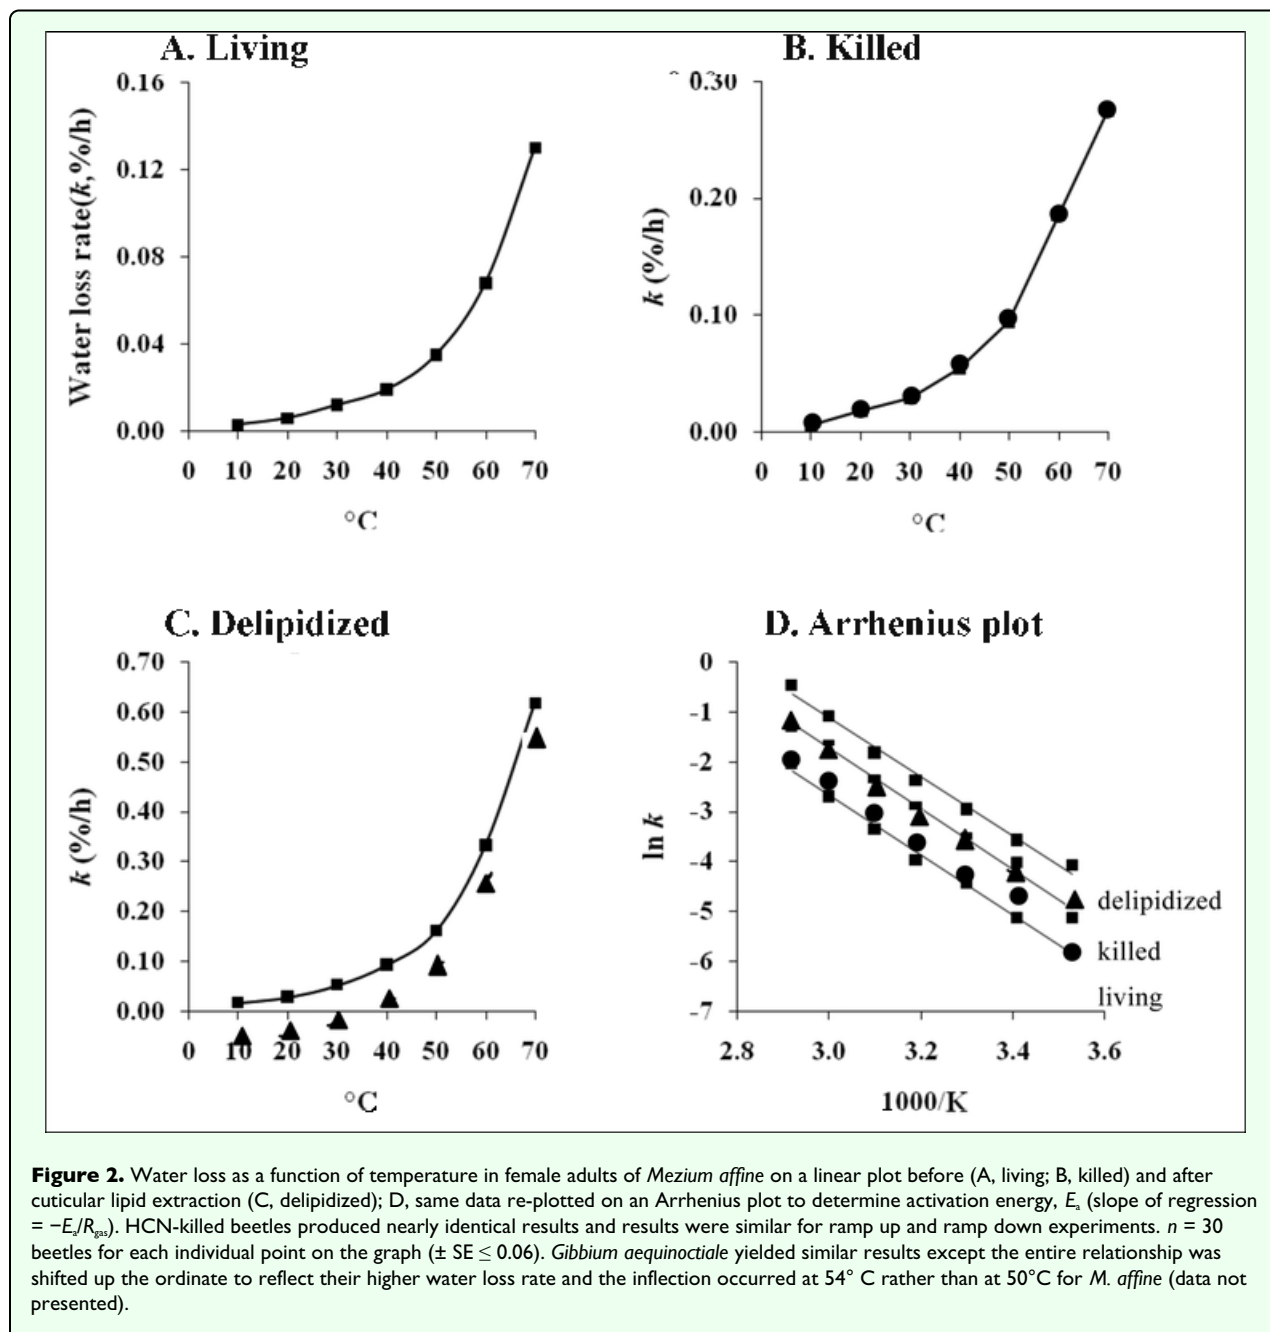 A. Living
0.16
0.12
0.08
0.04
0.00
Water loss rate(k,%/h)
0 10 20 30 40 50 60 70
°C
B. Killed
0.30
0.20
0.10
0.00
k (%/h)
0 10 20 30 40 50 60 70
°C
C. Delipidized
0.70
0.60
0.50
0.40
0.30
0.20
0.10
0.00
k (%/h)
0 10 20 30 40 50 60 70
°C
D. Arrhenius plot
0
-1
-2
-3
-4
-5
-6
-7
ln k
delipidized
killed
living
2.8 3.0 3.2 3.4 3.6
1000/K
Figure 2. Water loss as a function of temperature in female adults of Mezium affine on a linear plot before (A, living; B, killed) and after
cuticular lipid extraction (C, delipidized); D, same data re-plotted on an Arrhenius plot to determine activation energy, Ea (slope of regression
= −Ea/Rgas). HCN-killed beetles produced nearly identical results and results were similar for ramp up and ramp down experiments. n = 30
beetles for each individual point on the graph (± SE ≤ 0.06). Gibbium aequinoctiale yielded similar results except the entire relationship was
shifted up the ordinate to reflect their higher water loss rate and the inflection occurred at 54° C rather than at 50°C for M. affine (data not
presented).